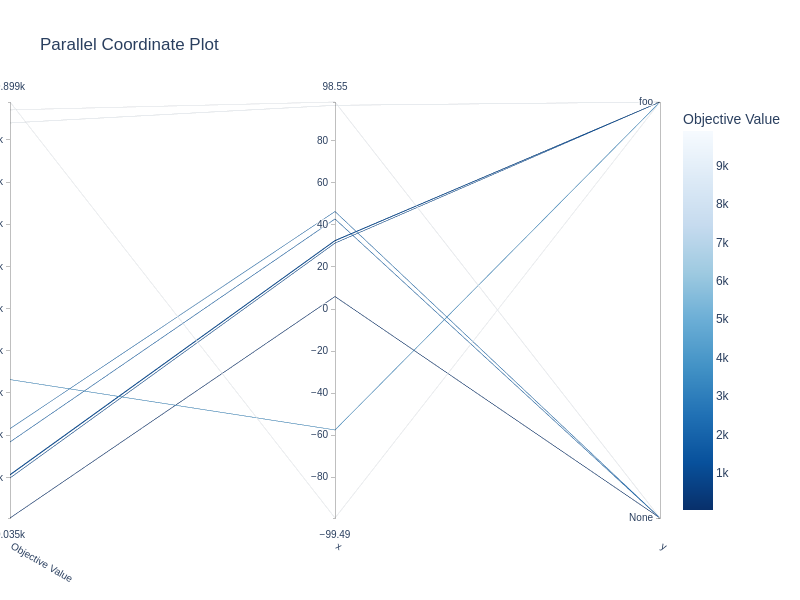 Parallel Coordinate Plot
.899k
98.55
foo
Objective Value
k
80
9k
k
60
8k
k
40
7k
k
20
6k
k
0
5k
k
−20
4k
k
−40
3k
k
−60
2k
k
−80
1k
None
.035k
−99.49
Objective Value
x
y